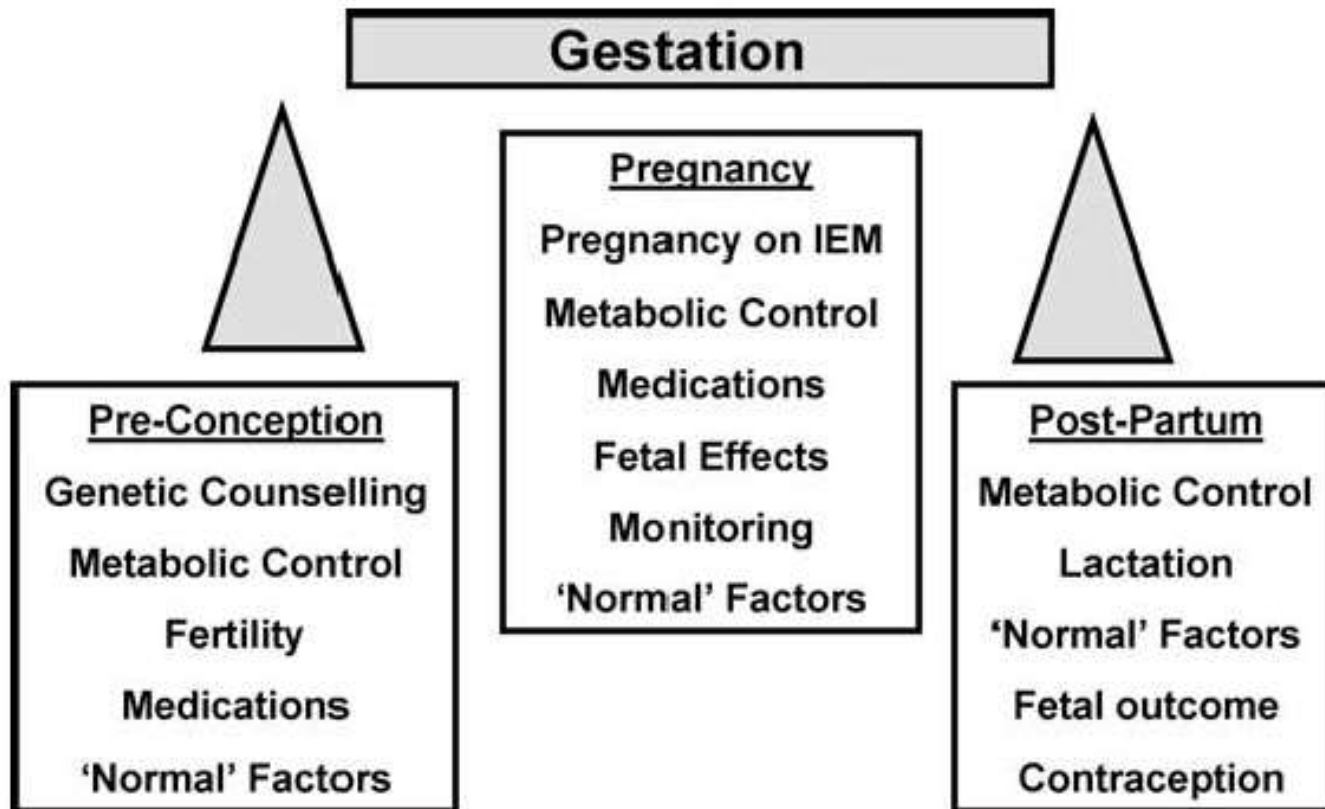 Gestation
Pregnancy
Pregnancy on IEM
Metabolic Control
Medications
Fetal Effects
Monitoring
‘Normal’ Factors
Pre-Conception
Genetic Counselling
Metabolic Control
Fertility
Medications
‘Normal’ Factors
Post-Partum
Metabolic Control
Lactation
‘Normal’ Factors
Fetal outcome
Contraception